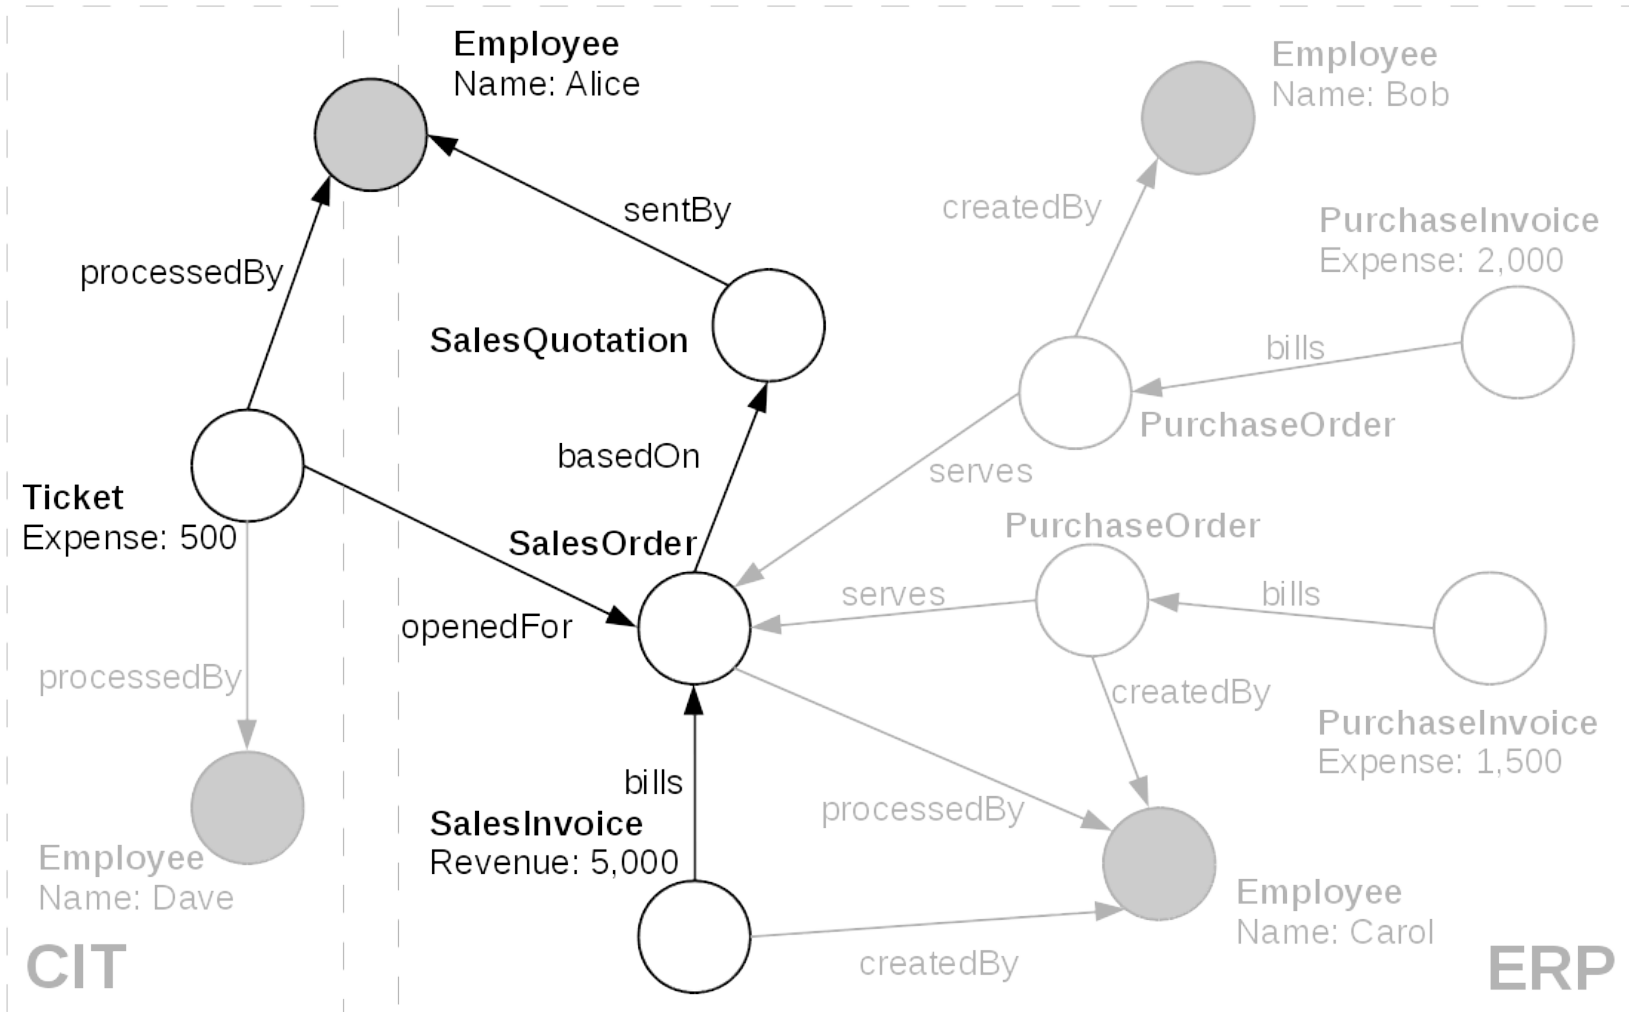 Employee
Name: Alice
Employee
Name: Bob
sentBy
createdBy
PurchaseInvoice
Expense: 2,000
processedBy
SalesQuotation
bills
PurchaseOrder
basedOn
serves
Ticket
Expense: 500
SalesOrder
PurchaseOrder
openedFor
serves
bills
processedBy
createdBy
PurchaseInvoice
Expense: 1,500
bills
SalesInvoice
Revenue: 5,000
processedBy
Employee
Name: Dave
Employee
Name: Carol
createdBy
CIT
ERP